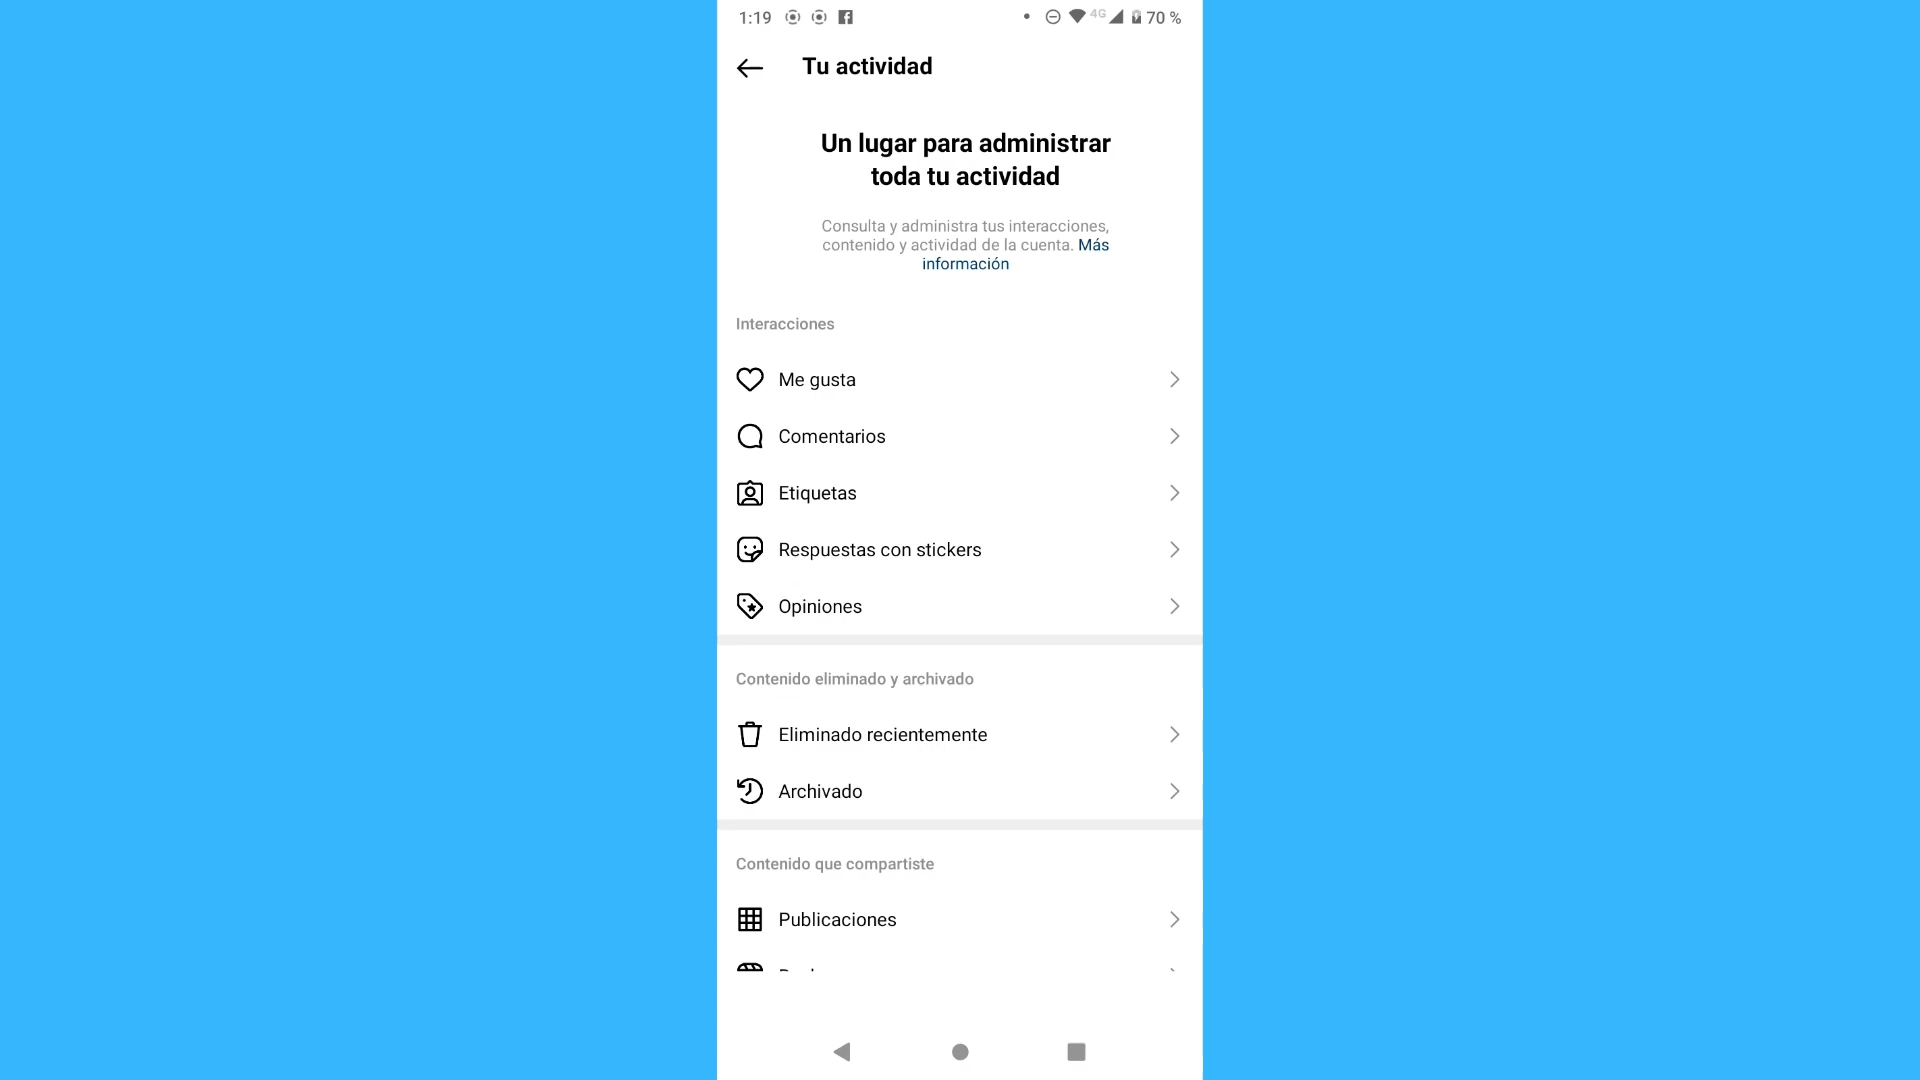 1:19
4G
70 %
Tu actividad
Un lugar para administrar
toda tu actividad
Consulta y administra tus interacciones,
contenido y actividad de la cuenta. Más
información
Interacciones
Me gusta
Comentarios
Etiquetas
Respuestas con stickers
Opiniones
Contenido eliminado y archivado
Eliminado recientemente
Archivado
Contenido que compartiste
Publicaciones